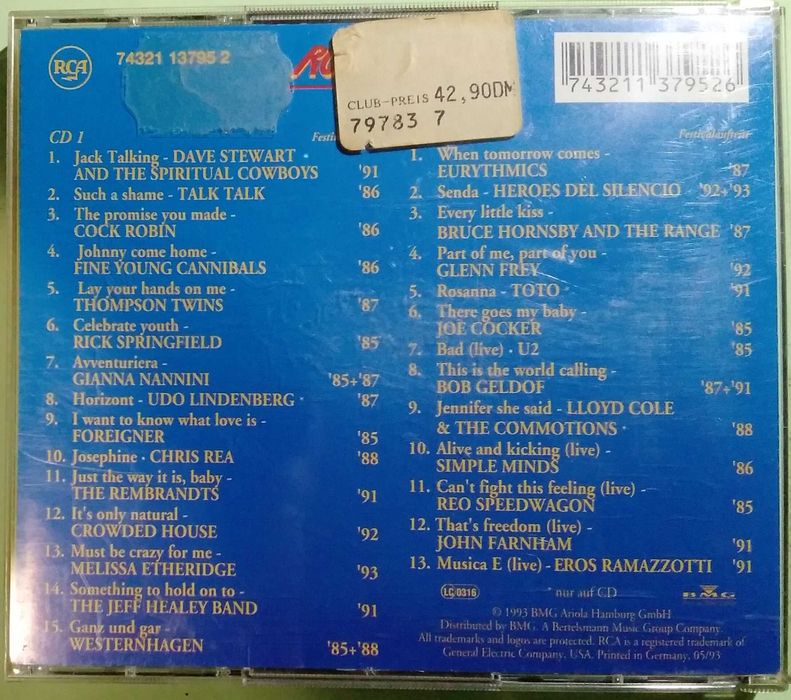 RCA
74321 13795 2
CLUB-PREIS 42,90DM
79783 7
743211 379526
CD 1
1. Jack Talking - DAVE STEWART ·
AND THE SPIRITUAL COWBOYS '91
2. Such a shame - TALK TALK '86
3. The promise you made -
COCK ROBIN '86
4. Johnny come home -
FINE YOUNG CANNIBALS '86
5. Lay your hands on me -
THOMPSON TWINS '87
6. Celebrate youth -
RICK SPRINGFIELD '85
7. Avventuriera -
GIANNA NANNINI '85+'87
8. Horizont - UDO LINDENBERG · '87
9. I want to know what love is -
FOREIGNER '85
10. Josephine · CHRIS REA '88
11. Just the way it is, baby -
THE REMBRANDTS '91
12. It's only natural -
CROWDED HOUSE '92
13. Must be crazy for me -
MELISSA ETHERIDGE '93
14. Something to hold on to -
THE JEFF HEALEY BAND '91
15. Ganz und gar -
WESTERNHAGEN '85+'88
Festivalauftritt
1. When tomorrow comes -
EURYTHMICS '87
2. Senda - HEROES DEL SILENCIO '92+'93
3. Every little kiss -
BRUCE HORNSBY AND THE RANGE '87
4. Part of me, part of you -
GLENN FREY '92
5. Rosanna - TOTO '91
6. There goes my baby -
JOE COCKER '85
7. Bad (live) · U2 '85
8. This is the world calling -
BOB GELDOF '87+'91
9. Jennifer she said - LLOYD COLE
& THE COMMOTIONS · '88
10. Alive and kicking (live) -
SIMPLE MINDS '86
11. Can't fight this feeling (live) -
REO SPEEDWAGON '85
12. That's freedom (live) -
JOHN FARNHAM '91
13. Musica E (live) - EROS RAMAZZOTTI '91
LC 0316 * nur auf CD BMG
© 1993 BMG Ariola Hamburg GmbH
Distributed by BMG. A Bertelsmann Music Group Company.
All trademarks and logos are protected. RCA is a registered trademark of
General Electric Company, USA. Printed in Germany. 05/93